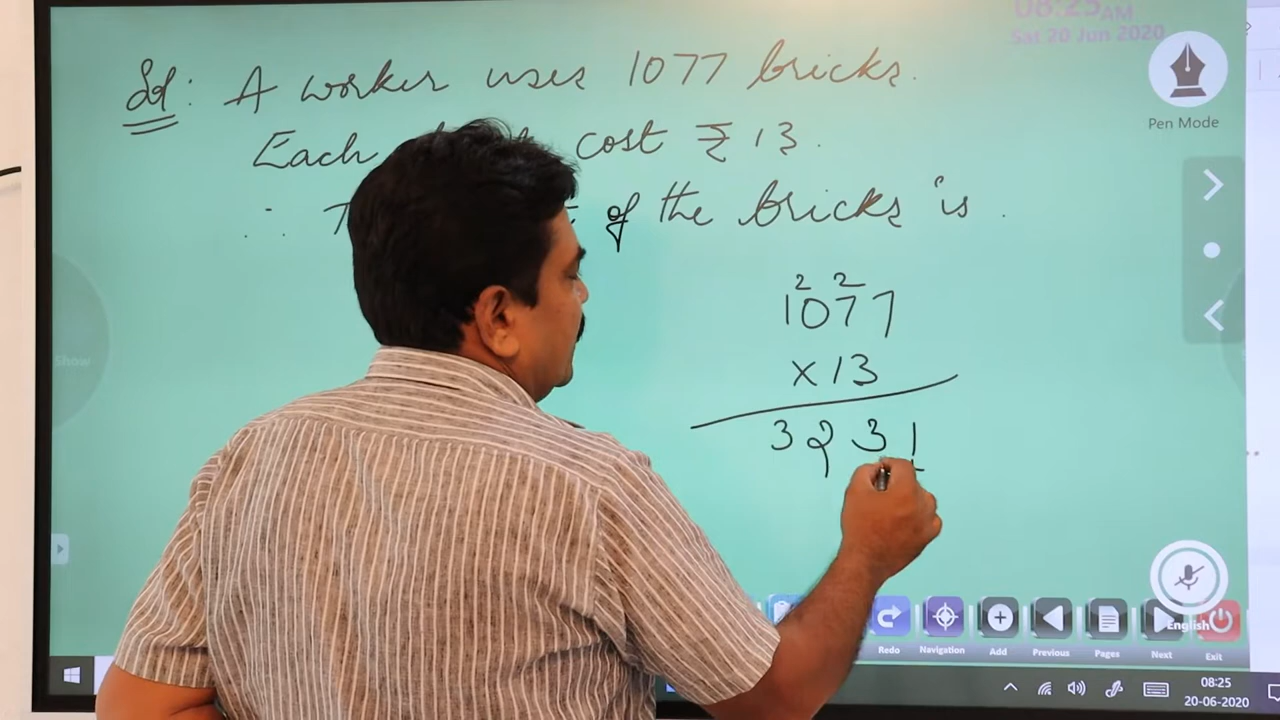 08:25AM
Sat 20 Jun 2020
Pen Mode
Sol: A worker uses 1077 bricks.
Each cost ₹ 13.
∴ of the bricks is
2 2
1077
×13
3231
Show
English
Redo Navigation Add Previous Pages Next Exit
08:25
20-06-2020